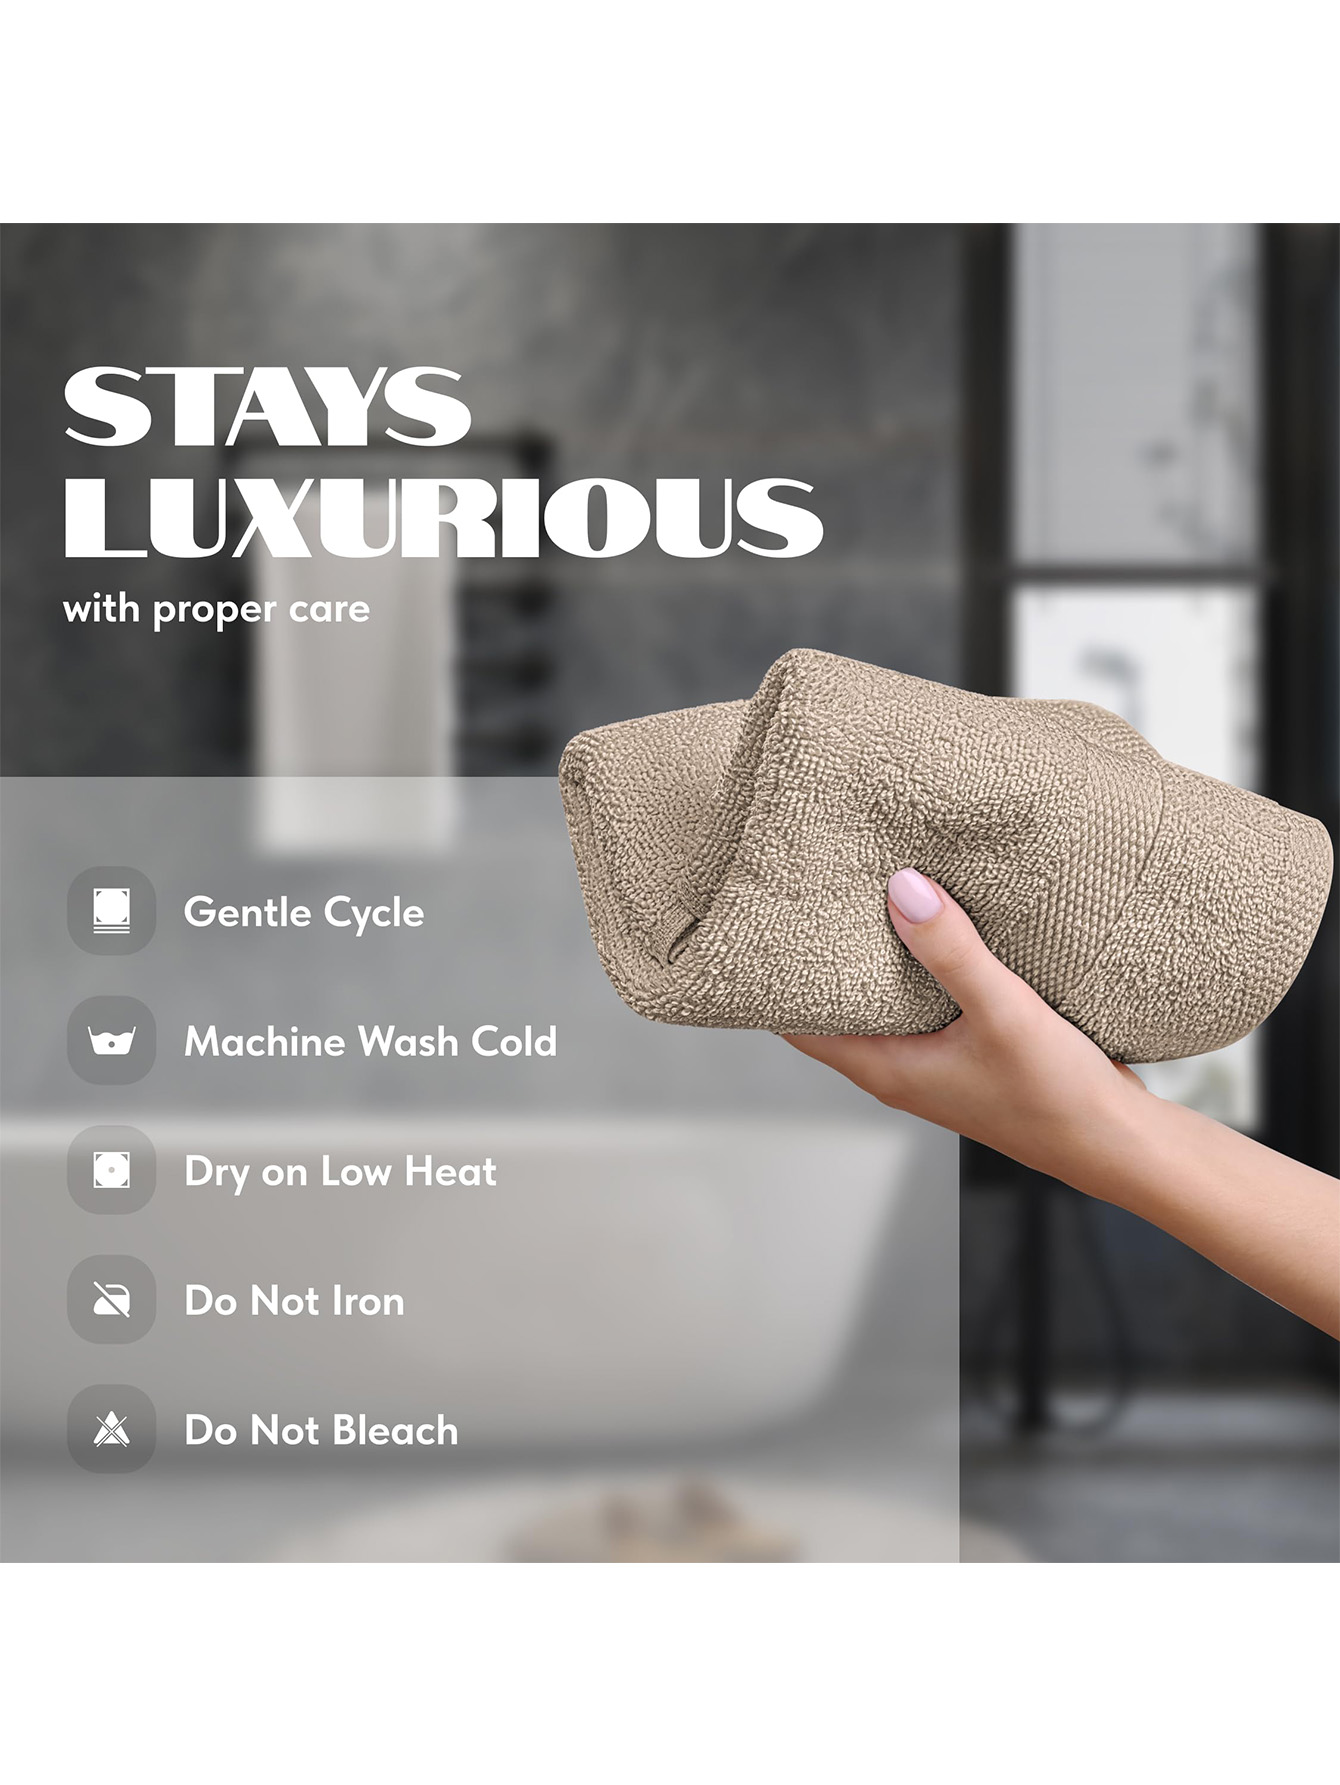 STAYS
LUXURIOUS
with proper care
Gentle Cycle
Machine Wash Cold
Dry on Low Heat
Do Not Iron
Do Not Bleach